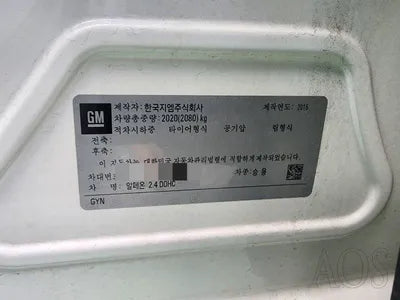 GM
제작자: 한국지엠주식회사 제작연도: 2015
차량총중량: 2020(2080)kg
적차시하중 타이어형식 공기압 림형식
전축:
후축:
이 자동차는 대한민국 자동차관리법령에 적합하게 제작되었습니다.
차대번: 차종: 승용
차 명: 알페온 2.4 DOHC
GYN
AOS